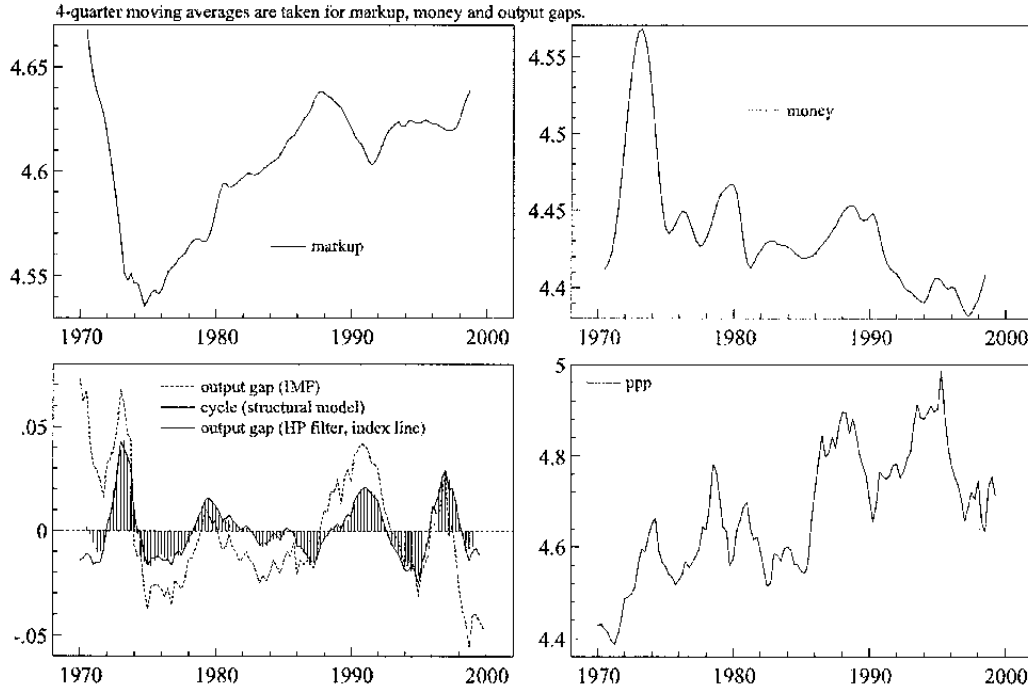 4-quarter moving averages are taken for markup, money and output gaps.
4.65
4.6
4.55
markup
1970 1980 1990 2000
4.55
4.5
4.45
4.4
money
1970 1980 1990 2000
.05
0
-.05
output gap (IMF)
cycle (structural model)
output gap (HP filter, index line)
1970 1980 1990 2000
5
4.8
4.6
4.4
ppp
1970 1980 1990 2000